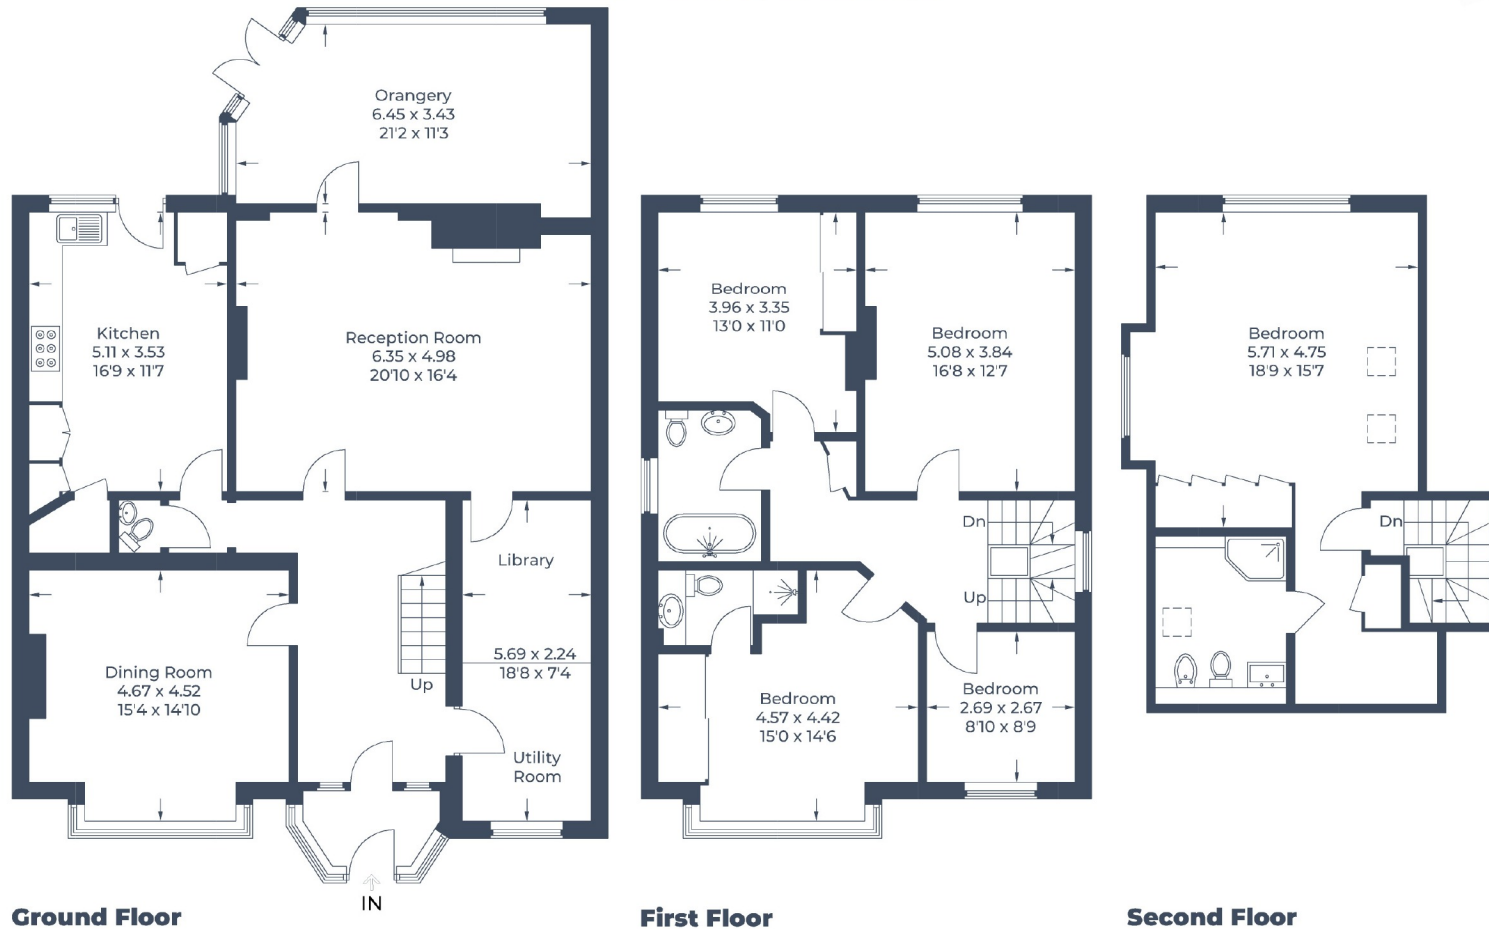 Orangery
6.45 x 3.43
21'2 x 11'3
Kitchen
5.11 x 3.53
16'9 x 11'7
Reception Room
6.35 x 4.98
20'10 x 16'4
Library
5.69 x 2.24
18'8 x 7'4
Utility
Room
Dining Room
4.67 x 4.52
15'4 x 14'10
Up
IN
Ground Floor
Bedroom
3.96 x 3.35
13'0 x 11'0
Bedroom
5.08 x 3.84
16'8 x 12'7
Dn
Up
Bedroom
4.57 x 4.42
15'0 x 14'6
Bedroom
2.69 x 2.67
8'10 x 8'9
First Floor
Bedroom
5.71 x 4.75
18'9 x 15'7
Dn
Second Floor